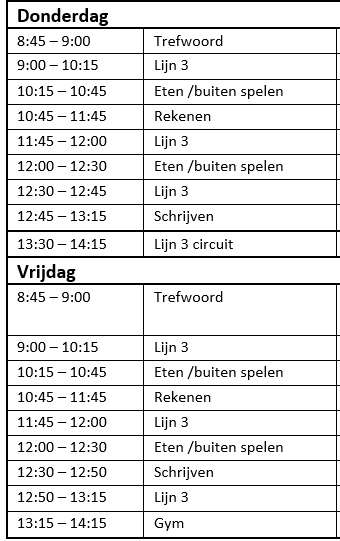 Donderdag
8:45 – 9:00 Trefwoord
9:00 – 10:15 Lijn 3
10:15 – 10:45 Eten /buiten spelen
10:45 – 11:45 Rekenen
11:45 – 12:00 Lijn 3
12:00 – 12:30 Eten /buiten spelen
12:30 – 12:45 Lijn 3
12:45 – 13:15 Schrijven
13:30 – 14:15 Lijn 3 circuit
Vrijdag
8:45 – 9:00 Trefwoord
9:00 – 10:15 Lijn 3
10:15 – 10:45 Eten /buiten spelen
10:45 – 11:45 Rekenen
11:45 – 12:00 Lijn 3
12:00 – 12:30 Eten /buiten spelen
12:30 – 12:50 Schrijven
12:50 – 13:15 Lijn 3
13:15 – 14:15 Gym